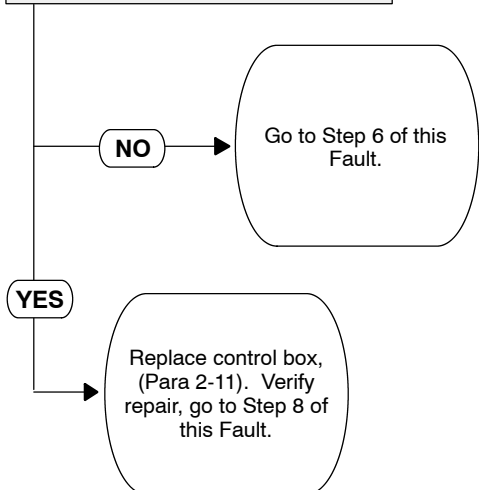 NO
Go to Step 6 of this
Fault.
YES
Replace control box,
(Para 2-11). Verify
repair, go to Step 8 of
this Fault.